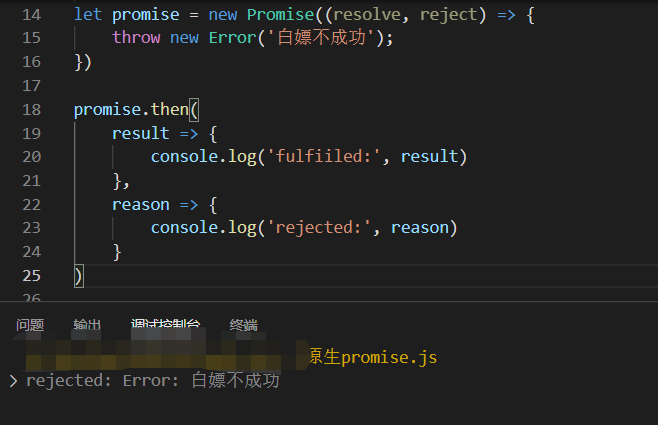 14 let promise = new Promise((resolve, reject) => {
15 throw new Error('白嫖不成功');
16 })
17
18 promise.then(
19 result => {
20 console.log('fulfiiled:', result)
21 },
22 reason => {
23 console.log('rejected:', reason)
24 }
25 )
26
问题 输出 调试控制台 终端
原生promise.js
> rejected: Error: 白嫖不成功